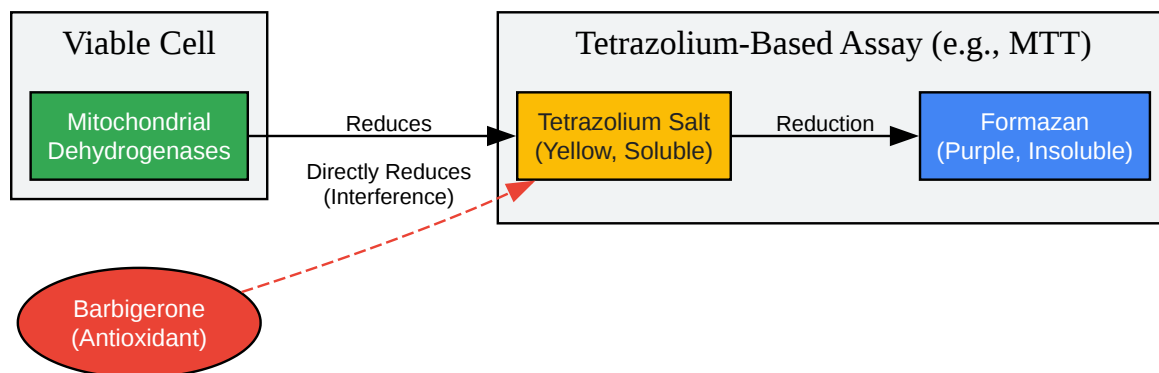 Viable Cell
Tetrazolium-Based Assay (e.g., MTT)
Mitochondrial
Dehydrogenases
Reduces
Tetrazolium Salt
(Yellow, Soluble)
Reduction
Formazan
(Purple, Insoluble)
Directly Reduces
(Interference)
Barbigerone
(Antioxidant)